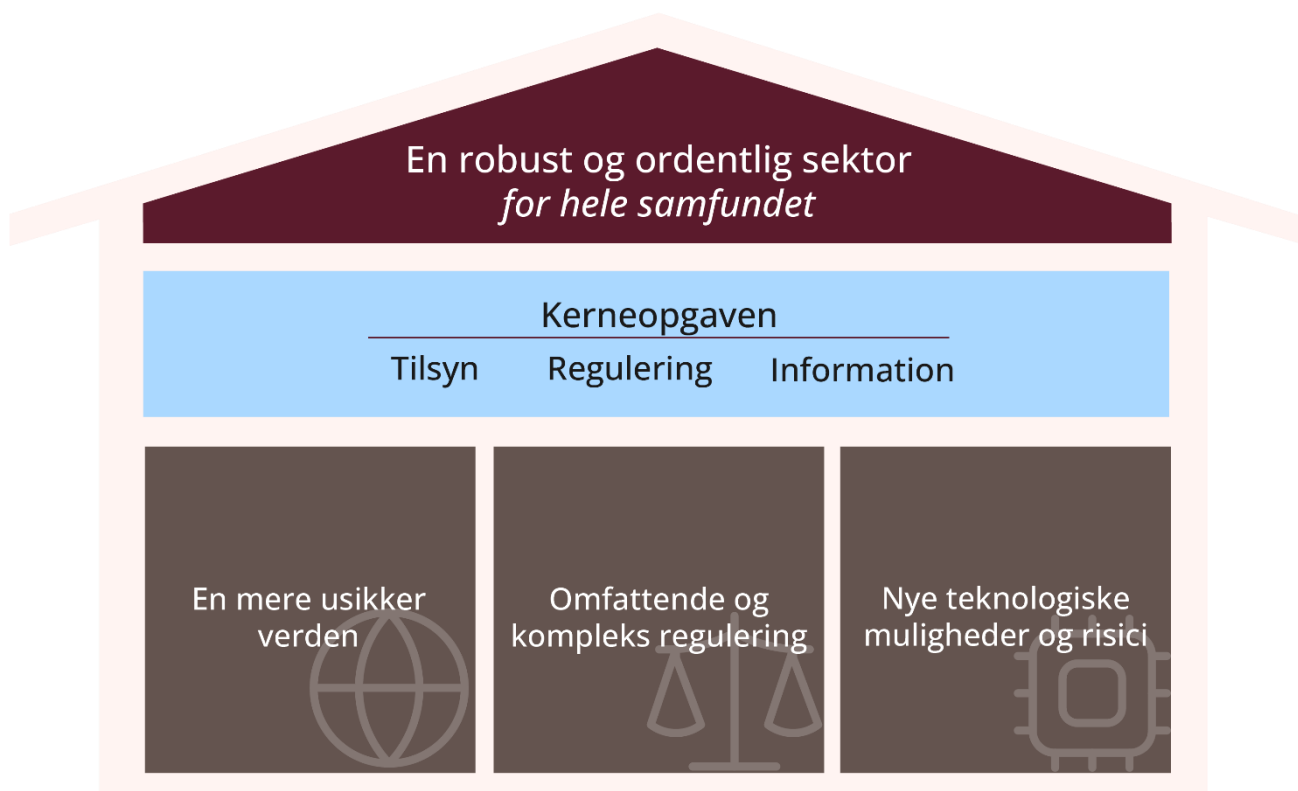 En robust og ordentlig sektor
for hele samfundet
Kerneopgaven
Tilsyn Regulering Information
En mere usikker
verden
Omfattende og
kompleks regulering
Nye teknologiske
muligheder og risici